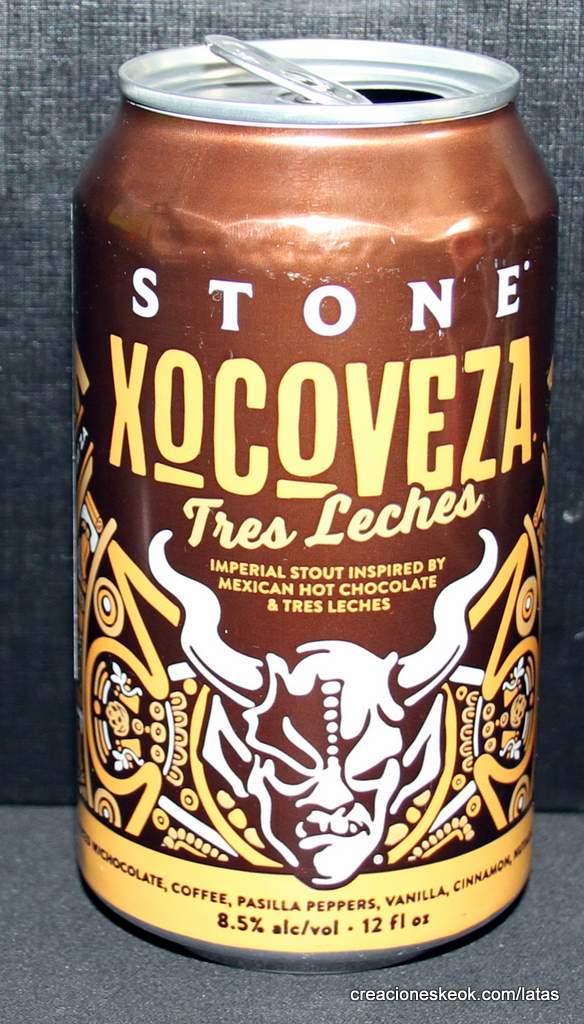 STONE
XOCOVEZA
Tres Leches
IMPERIAL STOUT INSPIRED BY
MEXICAN HOT CHOCOLATE
& TRES LECHES
W/CHOCOLATE, COFFEE, PASILLA PEPPERS, VANILLA, CINNAMON,
8.5% alc/vol · 12 fl oz
creacioneskeok.com/latas